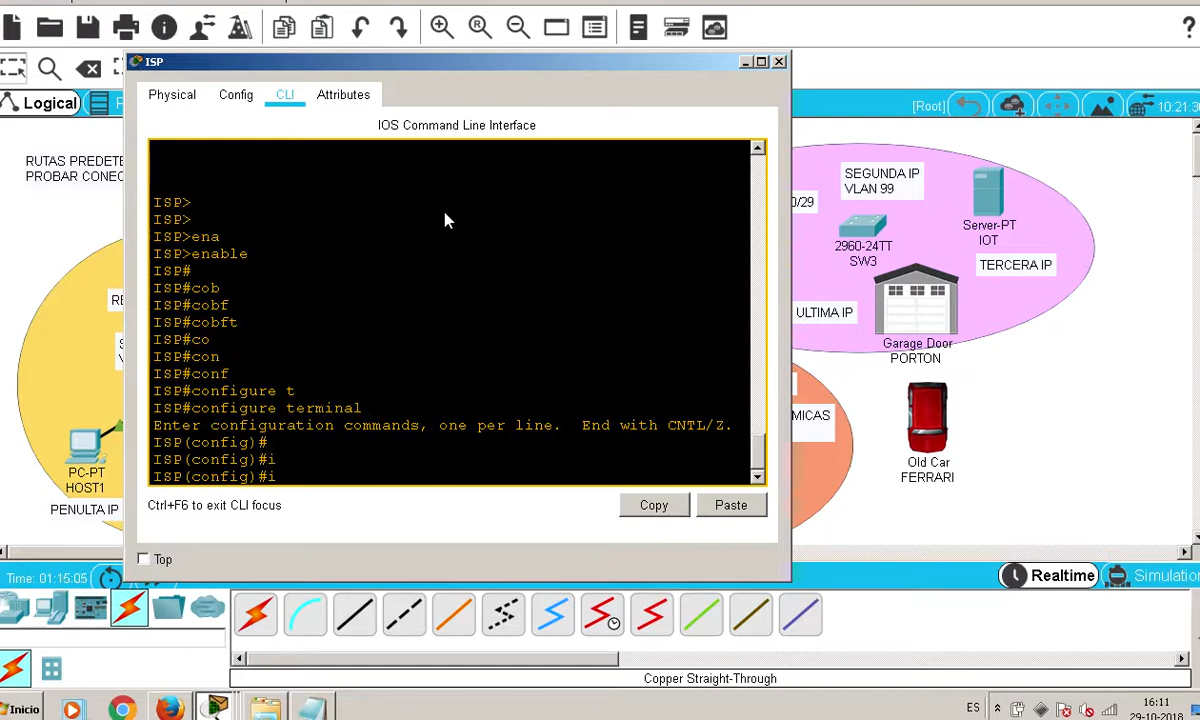 ISP
Logical
[Root]
10:21:3
Physical
Config
CLI
Attributes
IOS Command Line Interface
ISP>
ISP>
ISP>ena
ISP>enable
ISP#
ISP#cob
ISP#cobf
ISP#cobft
ISP#co
ISP#con
ISP#conf
ISP#configure t
ISP#configure terminal
Enter configuration commands, one per line. End with CNTL/Z.
ISP(config)#
ISP(config)#i
ISP(config)#i
Ctrl+F6 to exit CLI focus
Copy
Paste
Top
RUTAS PREDETE
PROBAR CONEC
PC-PT
HOST1
PENULTA IP
0/29
SEGUNDA IP
VLAN 99
2960-24TT
SW3
Server-PT
IOT
TERCERA IP
ULTIMA IP
Garage Door
PORTON
MICAS
Old Car
FERRARI
Time: 01:15:05
Realtime
Simulation
Copper Straight-Through
Inicio
ES
16:11
29-10-2018